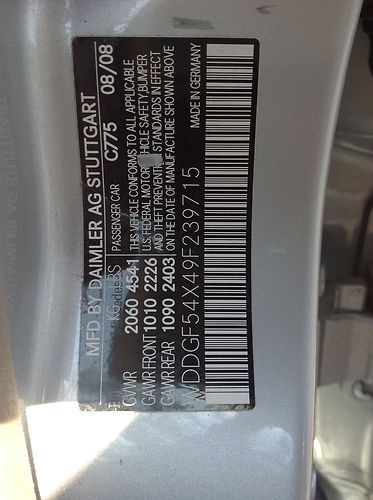 MFD BY DAIMLER AG STUTTGART
C775 08/08
PASSENGER CAR
KG adesLBS
THIS VEHICLE CONFORMS TO ALL APPLICABLE
U.S. FEDERAL MOTOR VEHICLE SAFETY, BUMPER
AND THEFT PREVENTION STANDARDS IN EFFECT
ON THE DATE OF MANUFACTURE SHOWN ABOVE
GVWR 2060 4541
GAWR FRONT 1010 2226
GAWR REAR 1090 2403
WDDGF54X49F239715
MADE IN GERMANY